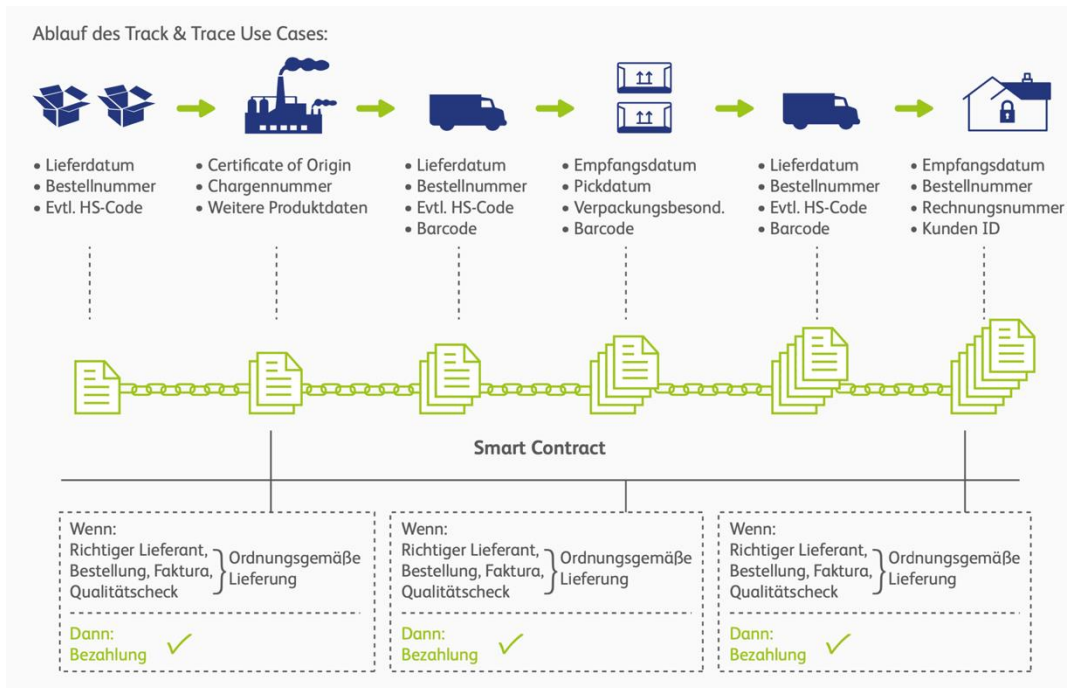 Ablauf des Track & Trace Use Cases:
• Lieferdatum
• Bestellnummer
• Evtl. HS-Code
• Certificate of Origin
• Chargennummer
• Weitere Produktdaten
• Lieferdatum
• Bestellnummer
• Evtl. HS-Code
• Barcode
• Empfangsdatum
• Pickdatum
• Verpackungsbesond.
• Barcode
• Lieferdatum
• Bestellnummer
• Evtl. HS-Code
• Barcode
• Empfangsdatum
• Bestellnummer
• Rechnungsnummer
• Kunden ID
Smart Contract
Wenn:
Richtiger Lieferant,
Bestellung, Faktura,
Qualitätscheck
Ordnungsgemäße
Lieferung
Dann:
Bezahlung
Wenn:
Richtiger Lieferant,
Bestellung, Faktura,
Qualitätscheck
Ordnungsgemäße
Lieferung
Dann:
Bezahlung
Wenn:
Richtiger Lieferant,
Bestellung, Faktura,
Qualitätscheck
Ordnungsgemäße
Lieferung
Dann:
Bezahlung